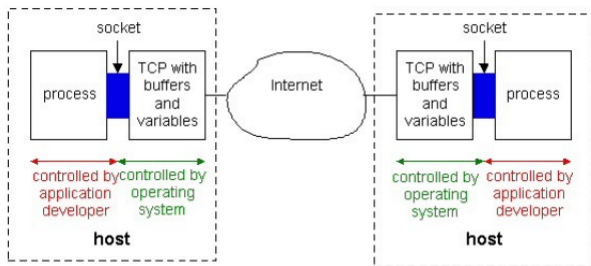 socket
process
TCP with
buffers
and
variables
controlled by
application
developer
controlled by
operating
system
host
Internet
socket
TCP with
buffers
and
variables
process
controlled by
operating
system
controlled by
application
developer
host